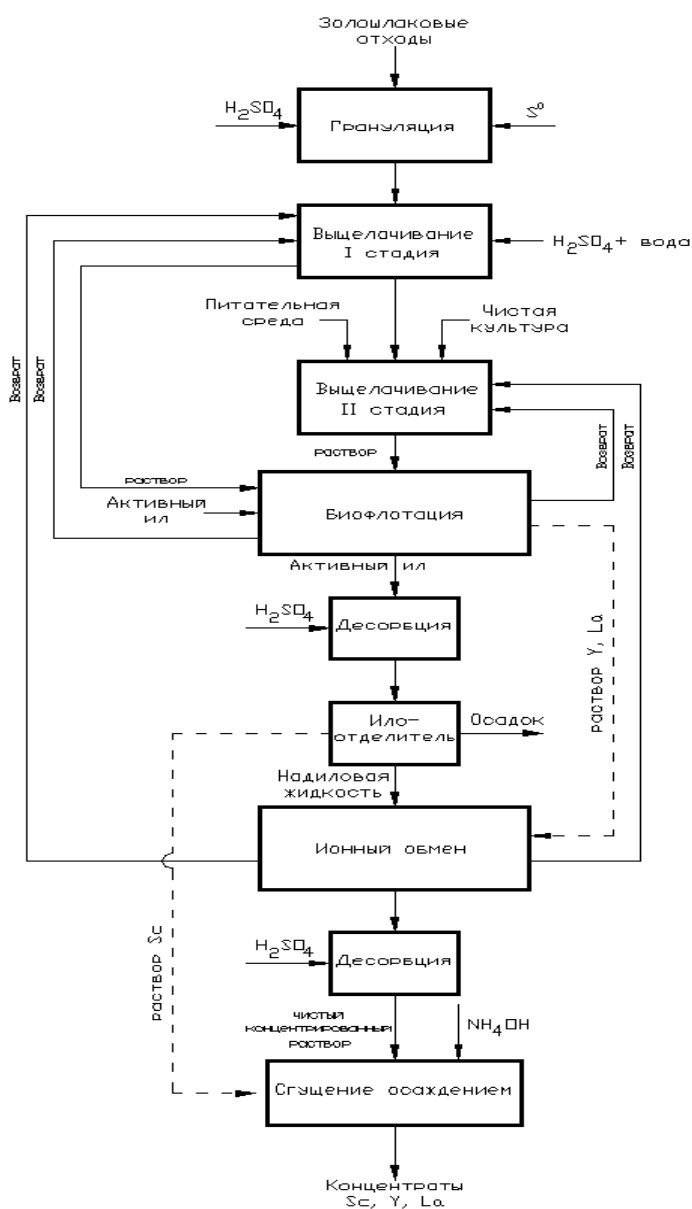 Золошлаковые
отходы
H2SO4
S⁰
Грануляция
Выщелачивание
I стадия
H2SO4+ вода
Питательная
среда
Чистая
культура
Возврат
Возврат
Выщелачивание
II стадия
Возврат
Возврат
раствор
раствор
Активный
ил
Биофлотация
Активный ил
H2SO4
Десорбция
раствор Y, La
Ило-
отделитель
Осадок
Надиловая
жидкость
Ионный обмен
раствор Sc
H2SO4
Десорбция
чистый
концентрированный
раствор
NH4OH
Сгущение осаждением
Концентраты
Sc, Y, La